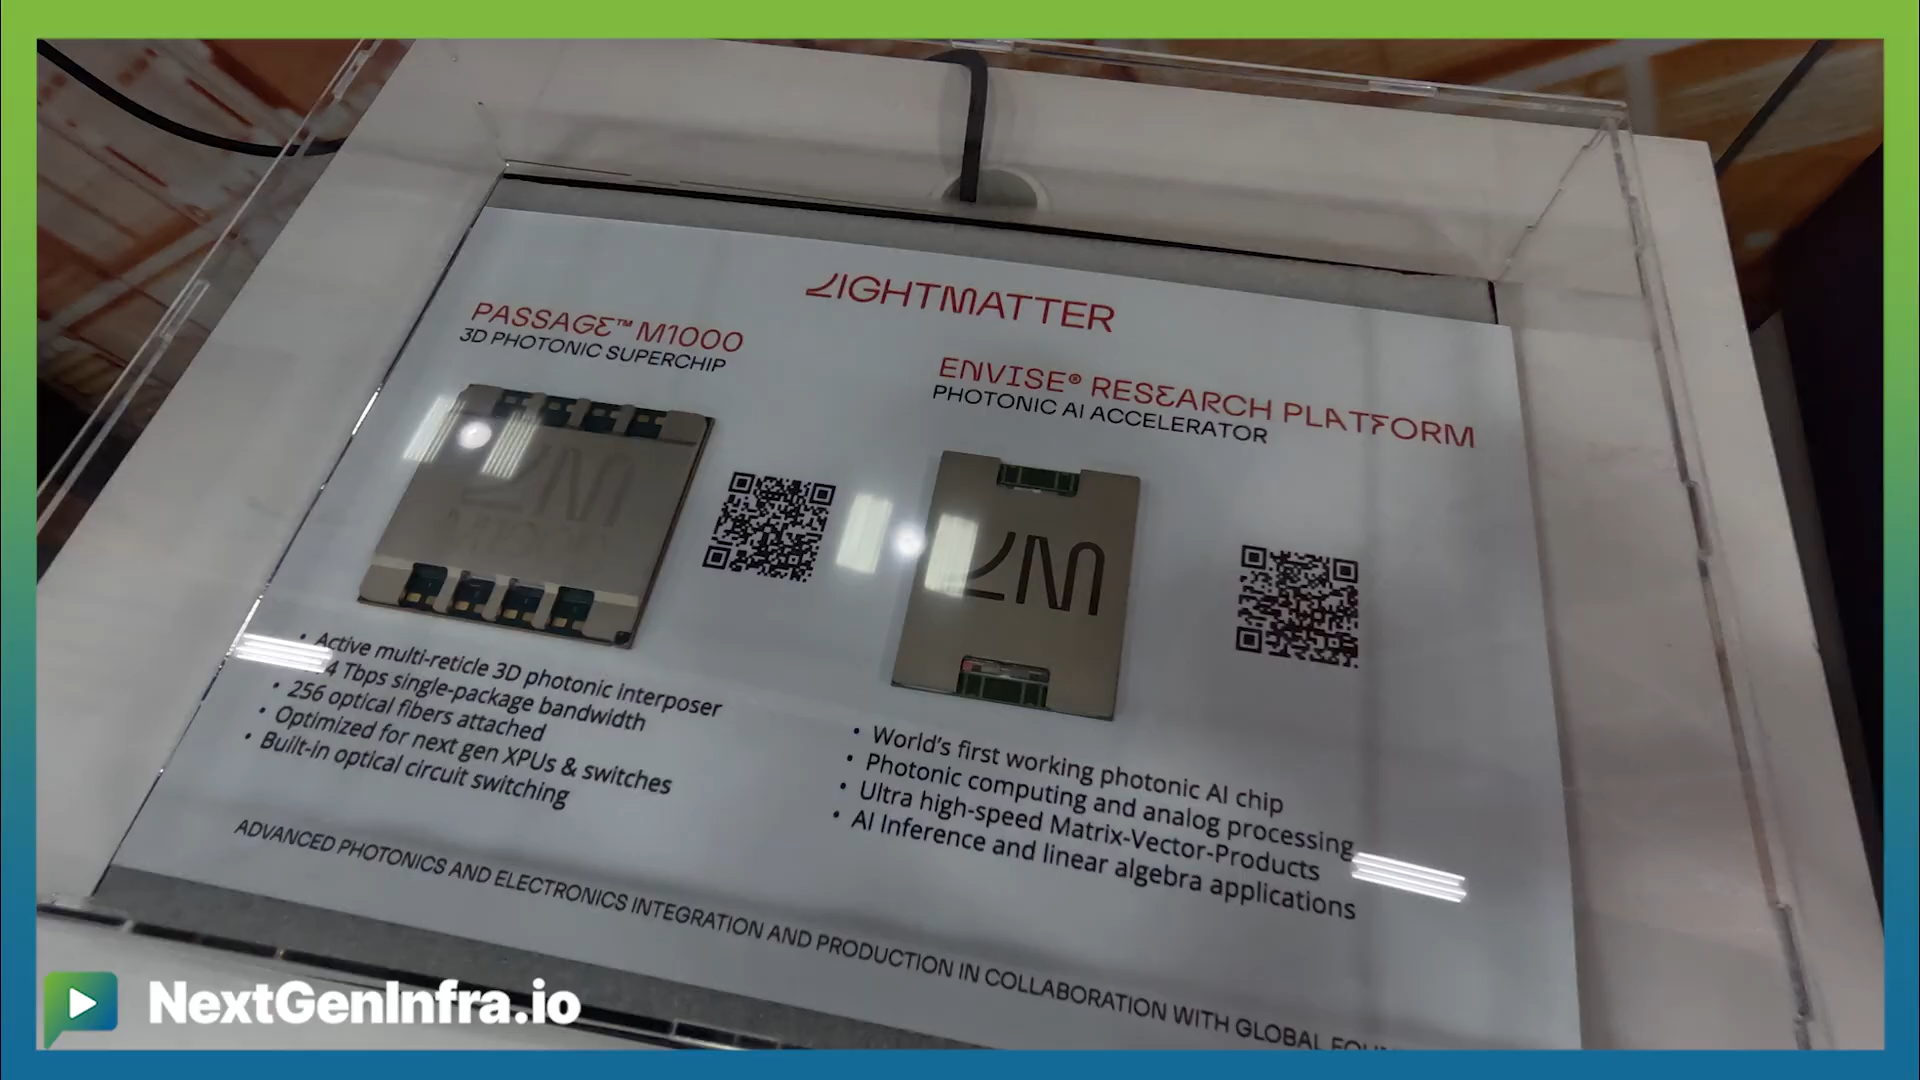 LIGHTMATTER
PASSAGE™ M1000
3D PHOTONIC SUPERCHIP
• Active multi-reticle 3D photonic interposer
4 Tbps single-package bandwidth
• 256 optical fibers attached
• Optimized for next gen XPUs & switches
• Built-in optical circuit switching
ENVISE® RESEARCH PLATFORM
PHOTONIC AI ACCELERATOR
• World's first working photonic AI chip
• Photonic computing and analog processing
• Ultra high-speed Matrix-Vector-Products
• AI Inference and linear algebra applications
ADVANCED PHOTONICS AND ELECTRONICS INTEGRATION AND PRODUCTION IN COLLABORATION WITH GLOBAL
NextGenInfra.io